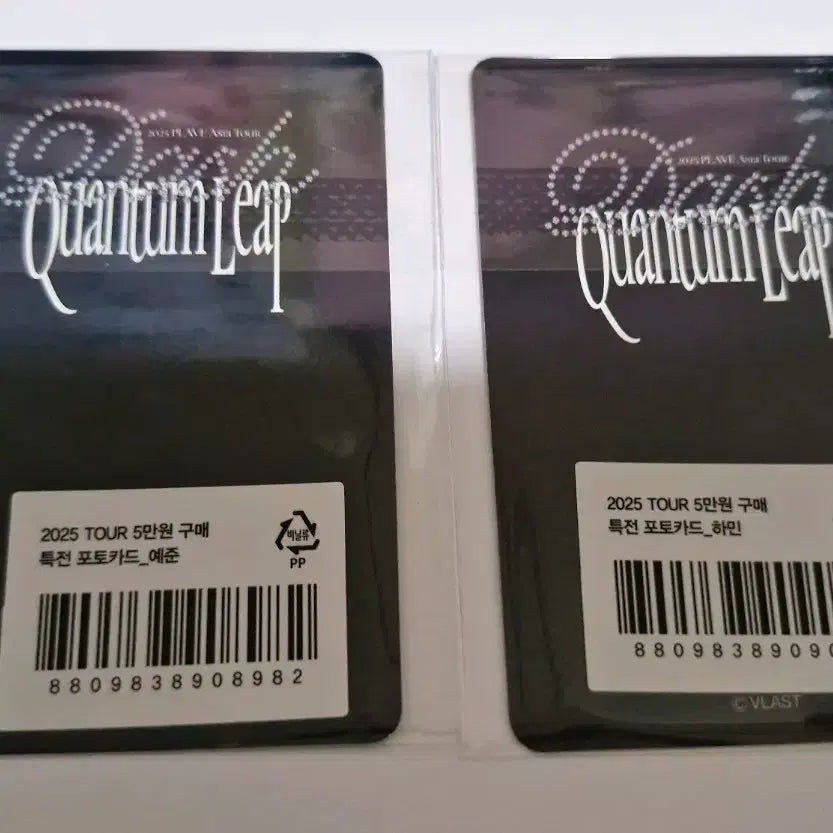 2025 PLAVE Asia Tour
Dash
Quantum Leap
2025 TOUR 5만원 구매
특전 포토카드_예준
비닐류
PP
8809838908982
2025 PLAVE Asia Tour
Dash
Quantum Leap
2025 TOUR 5만원 구매
특전 포토카드_하민
88098389090
©VLAST